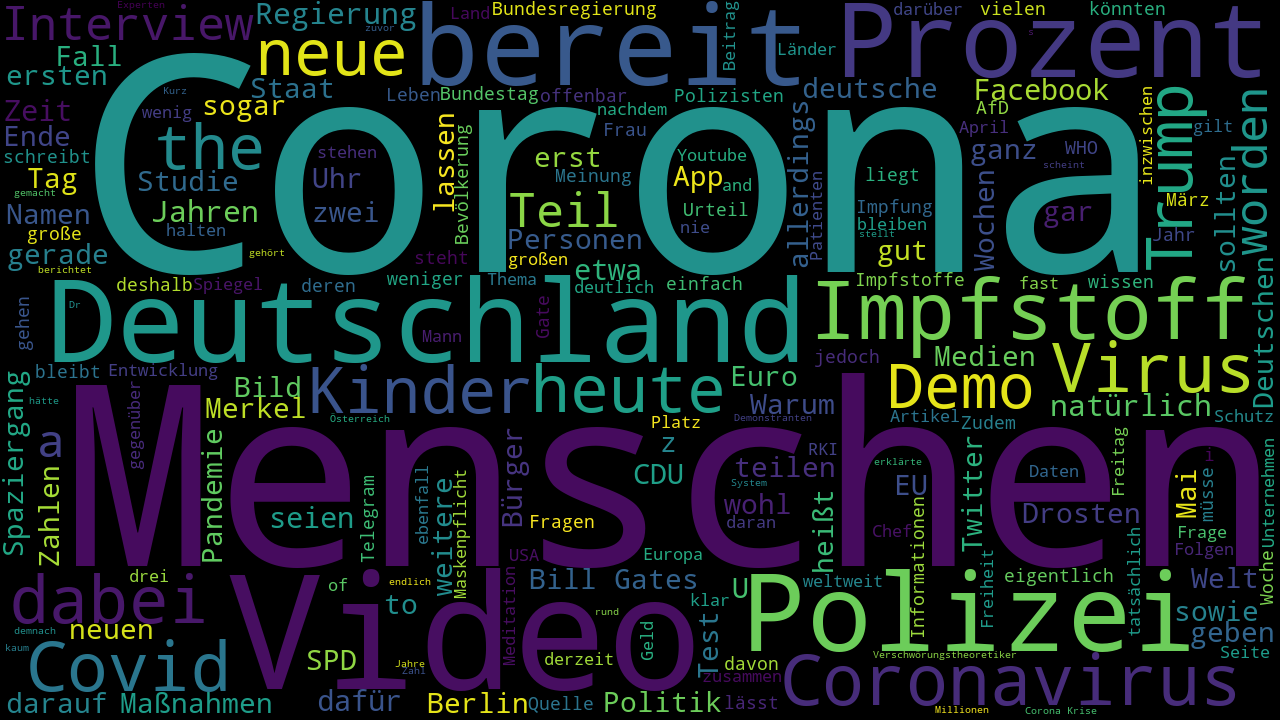 Interview
Experten
Regierung
Land
Bundesregierung
zuvor
bereit
Beitrag
Länder
Prozent
darüber
vielen
könnten
s
Fall
neue
ersten
Kurz
Staat
Leben
Bundestag
offenbar
Polizisten
deutsche
Facebook
AfD
inzwischen
Trump
Worden
Zeit
wenig
sogar
Corona
nachdem
Frau
allerdings
April
gilt
Ende
the
lassen
Bevölkerung
ganz
WHO
scheint
schreibt
stehen
erst
Youtube
Meinung
Tag
Studie
Uhr
App
and
liegt
gemacht
Patienten
Wochen
März
sollten
Namen
Jahren
zwei
Teil
Urteil
Impfung
gar
große
halten
nie
bleiben
stellt
Jahr
gerade
gehört
steht
Personen
großen
gut
berichtet
etwa
deshalb
Spiegel
deren
weniger
Thema
deutlich
einfach
Impfstoffe
fast
wissen
gehen
Dr
Deutschland
Mann
Gate
Impfstoff
jedoch
Medien
Virus
Deutschen
bleibt
Entwicklung
Bild
Kinder
heute
Euro
Demo
hätte
gegenüber
Merkel
Österreich
Platz
Warum
Demonstranten
Artikel
Zudem
natürlich
Schutz
Spaziergang
a
Menschen
z
RKI
i
Zahlen
Pandemie
Telegram
ebenfall
Weitere
Maskenpflicht
Bürger
CDU
teilen
System
erklärte
EU
Twitter
Daten
Freitag
Mai
müsse
Unternehmen
seien
Fragen
wohl
daran
heißt
Chef
Informationen
Drosten
Frage
Folgen
USA
Europa
drei
endlich
of
Meditation
Bill Gates
klar
U
weltweit
Freiheit
eigentlich
tatsächlich
Welt
Woche
dabei
Video
to
rund
Polizei
sowie
demnach
neuen
geben
kaum
Covid
SPD
Jahre
Zahl
derzeit
Geld
Test
davon
zusammen
Verschwörungstheoretiker
Seite
darauf
Maßnahmen
dafür
Berlin
Quelle
Politik
lässt
Coronavirus
Millionen
Corona Krise